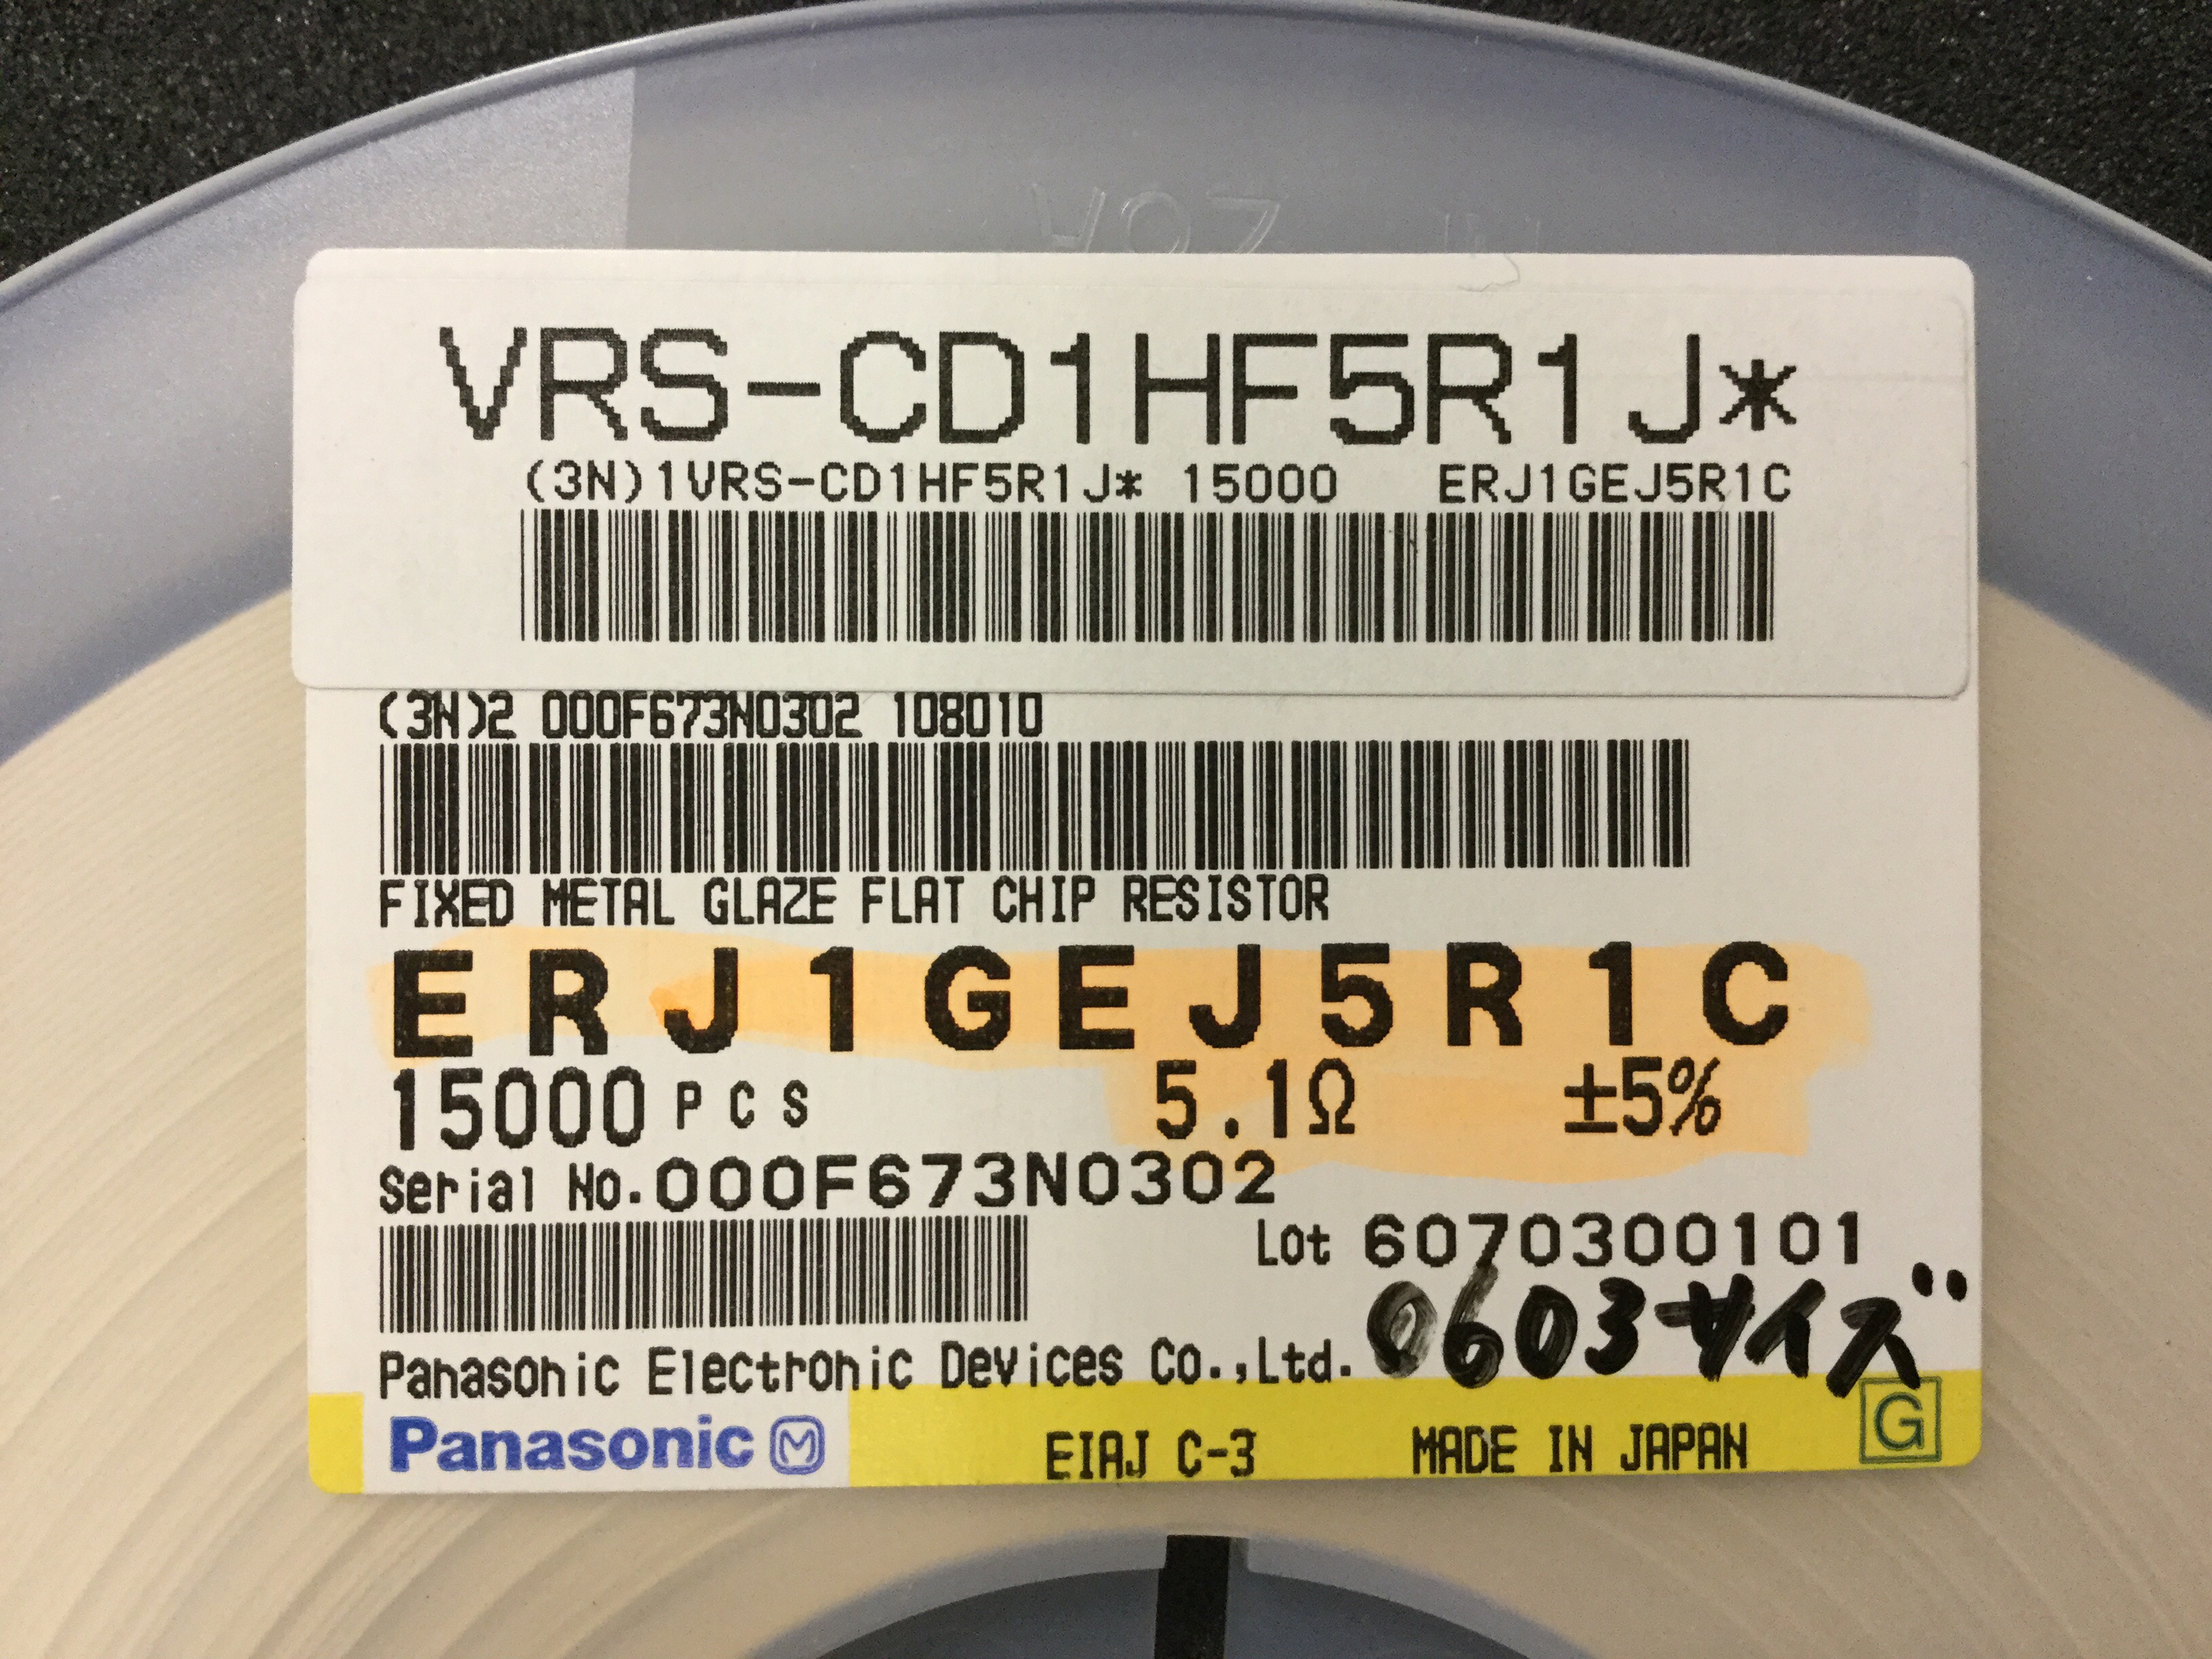 VRS-CD1HF5R1J*
(3N)1VRS-CD1HF5R1J* 15000 ERJ1GEJ5R1C
(3N)2 000F673N0302 108010
FIXED METAL GLAZE FLAT CHIP RESISTOR
ERJ1GEJ5R1C
15000 PCS 5.1Ω ±5%
Serial No.000F673N0302
Lot 6070300101
0603サイズ
Panasonic Electronic Devices Co.,Ltd.
Panasonic EIAJ C-3 MADE IN JAPAN G